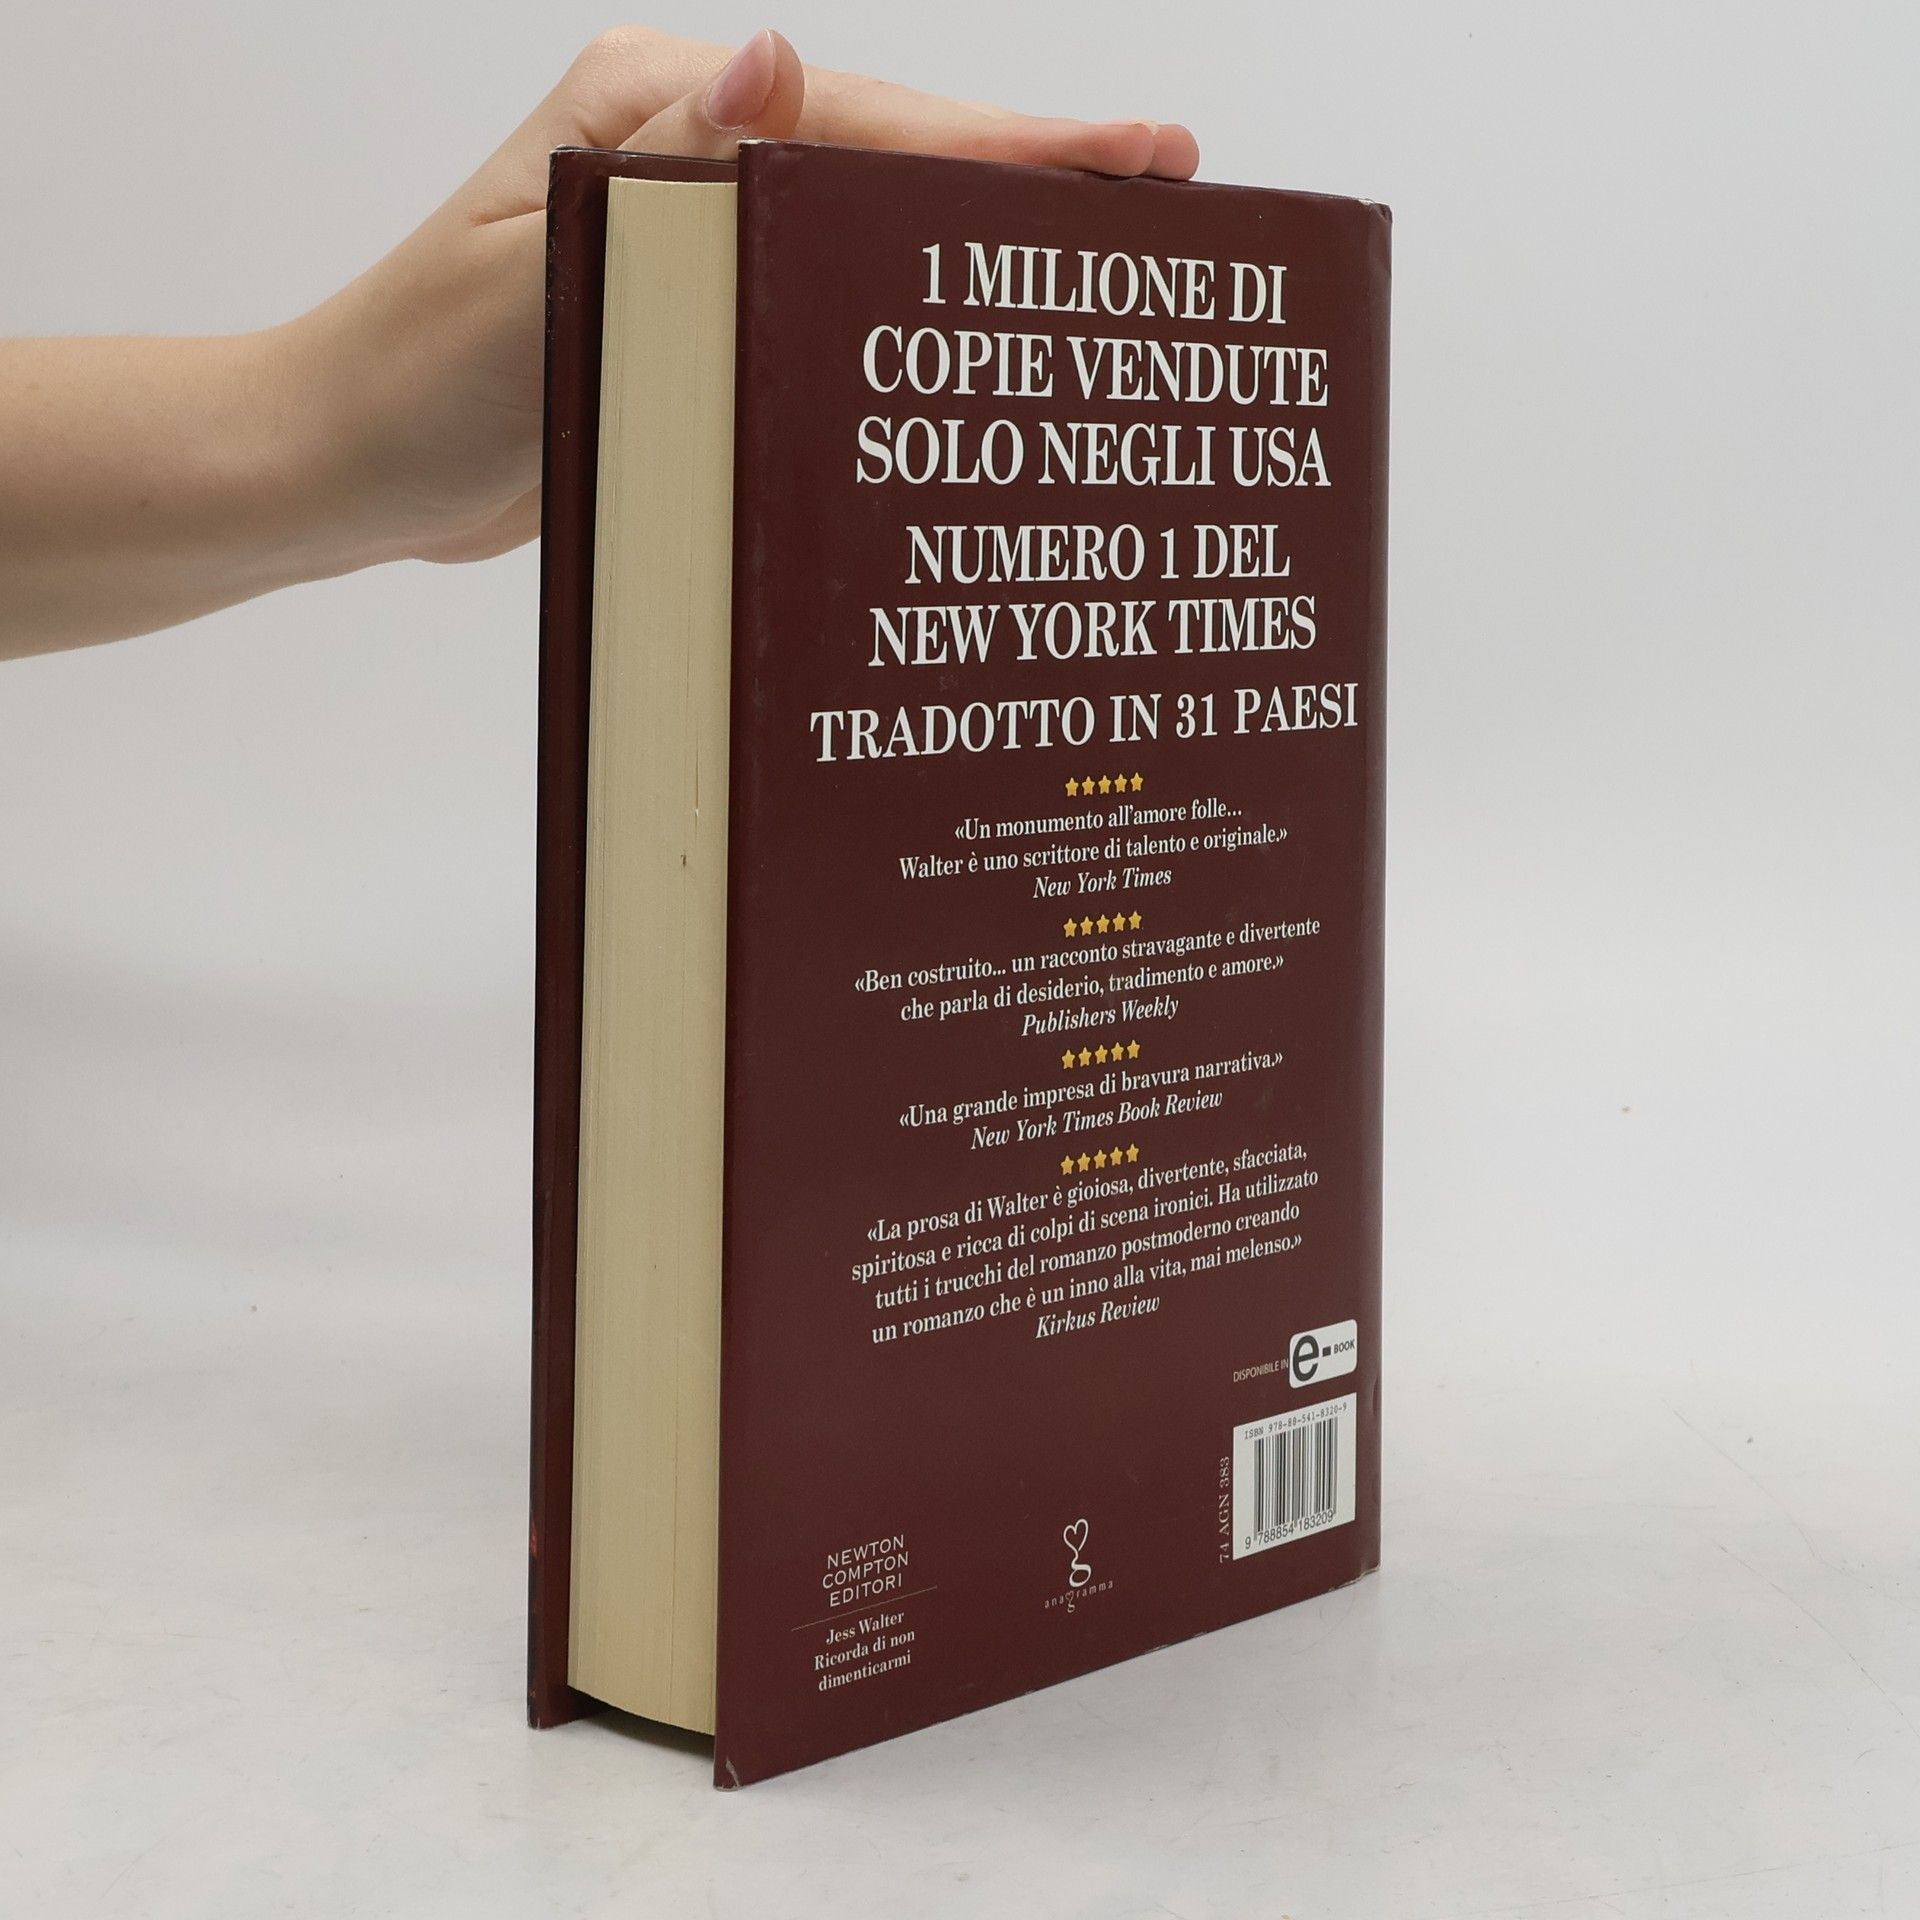 1 MILIONE DI
COPIE VENDUTE
SOLO NEGLI USA
NUMERO 1 DEL
NEW YORK TIMES
TRADOTTO IN 31 PAESI
«Un monumento all'amore folle...
Walter è uno scrittore di talento e originale.»
New York Times
«Ben costruito... un racconto stravagante e divertente
che parla di desiderio, tradimento e amore.»
Publishers Weekly
«Una grande impresa di bravura narrativa.»
New York Times Book Review
«La prosa di Walter è gioiosa, divertente, sfacciata,
spiritosa e ricca di colpi di scena ironici. Ha utilizzato
tutti i trucchi del romanzo postmoderno creando
un romanzo che è un inno alla vita, mai melenso.»
Kirkus Review
DISPONIBILE IN e-BOOK
ISBN 978-88-541-8320-9
9 788854 183209
74 AGN 383
NEWTON
COMPTON
EDITORI
Jess Walter
Ricorda di non
dimenticarmi
anagramma